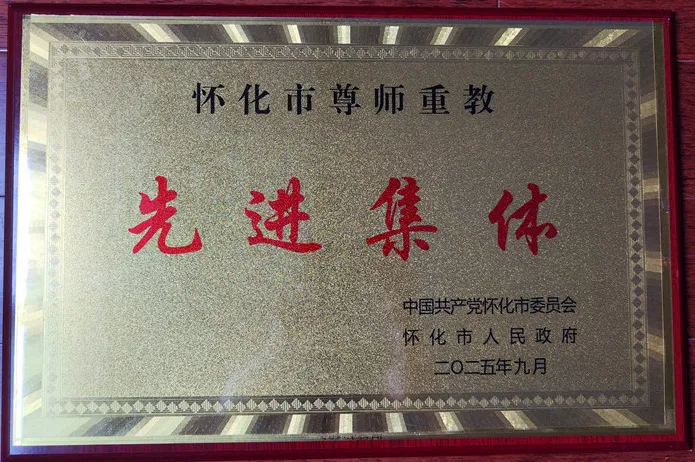 怀化市尊师重教
先进集体
中国共产党怀化市委员会
怀化市人民政府
二〇二五年九月